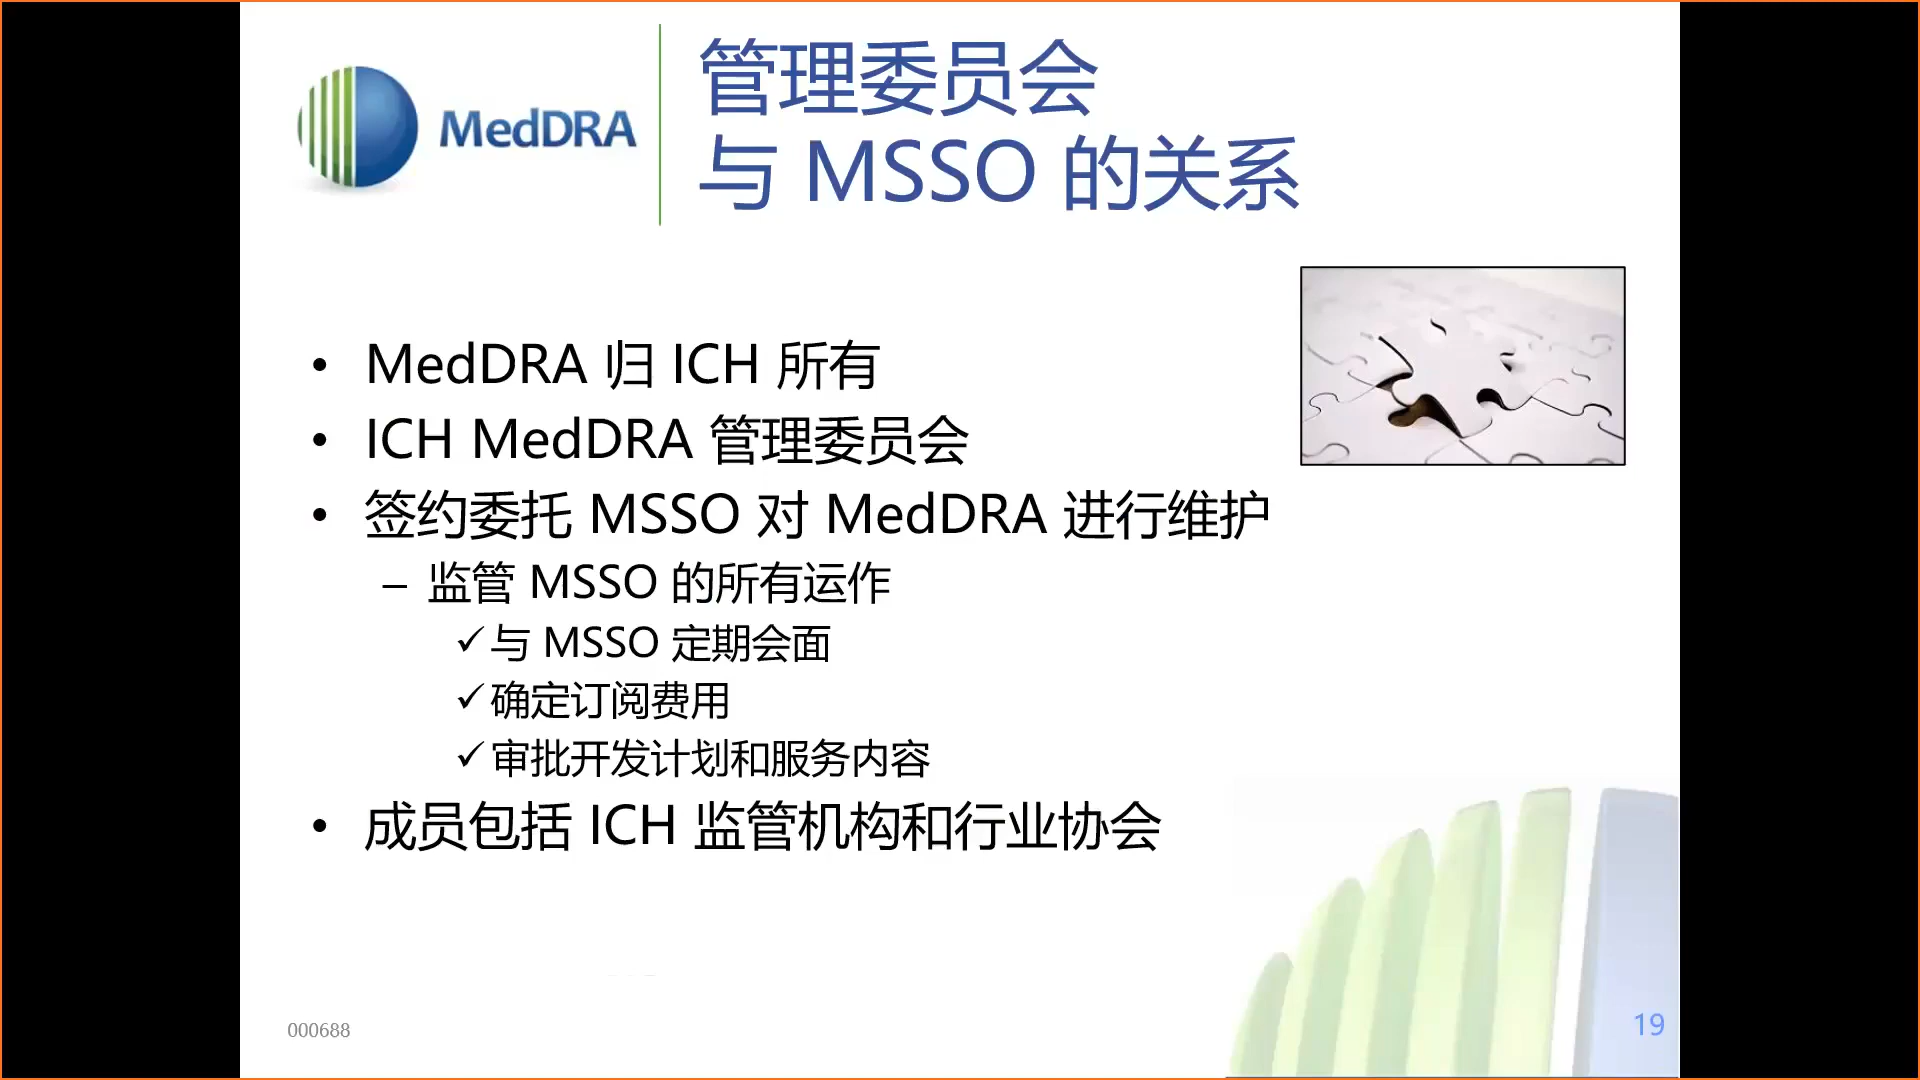 MedDRA
管理委员会
与 MSSO 的关系
• MedDRA 归 ICH 所有
• ICH MedDRA 管理委员会
• 签约委托 MSSO 对 MedDRA 进行维护
– 监管 MSSO 的所有运作
✓与 MSSO 定期会面
✓确定订阅费用
✓审批开发计划和服务内容
• 成员包括 ICH 监管机构和行业协会
000688
19